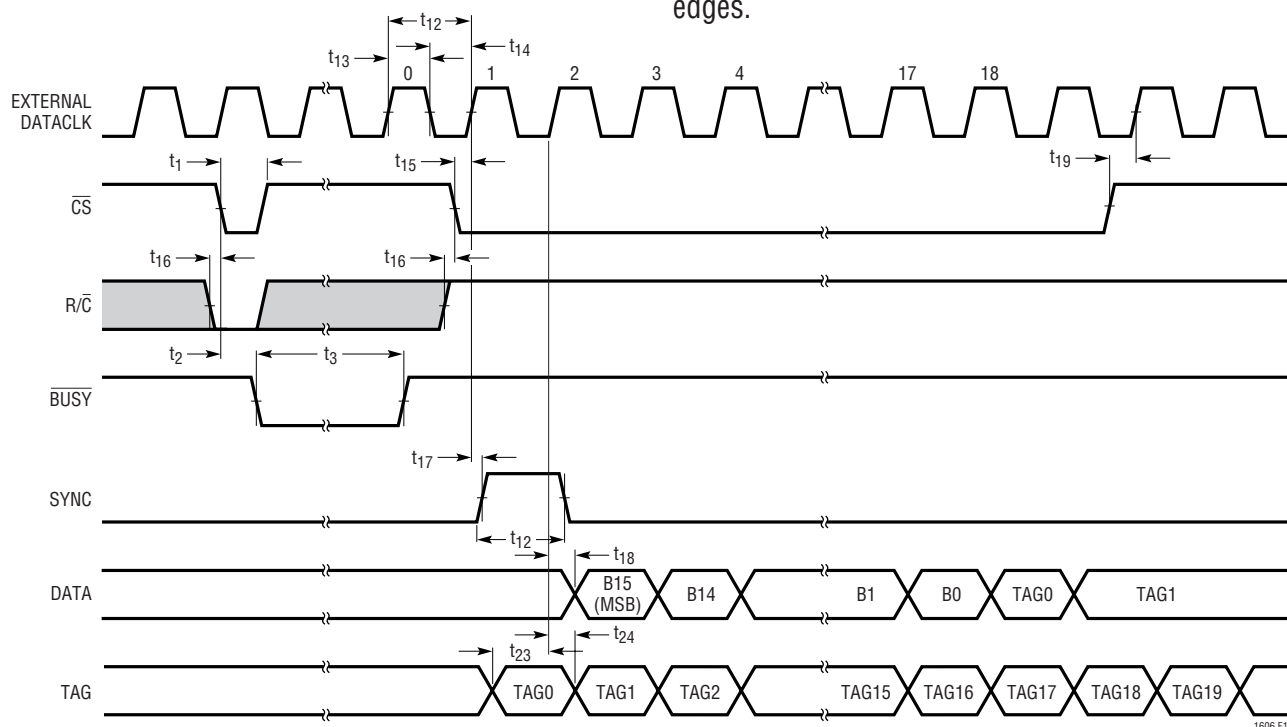 edges.
t12
t13
t14
0
1
2
3
4
17
18
EXTERNAL
DATACLK
t1
t15
t19
CS
t16
t16
R/C
t2
t3
BUSY
t17
SYNC
t12
t18
DATA
B15
(MSB)
B14
B1
B0
TAG0
TAG1
t24
t23
TAG
TAG0
TAG1
TAG2
TAG15
TAG16
TAG17
TAG18
TAG19